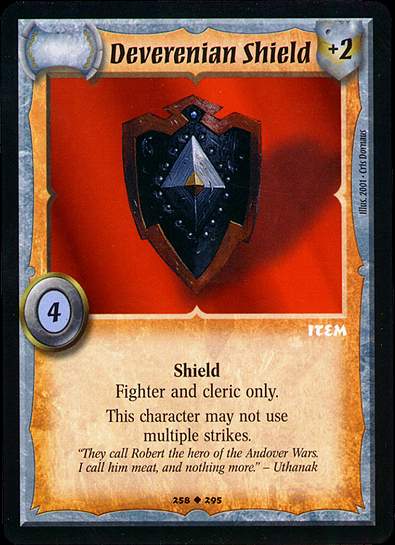 Deverenian Shield
+2
Illus. 2001 • Cris Dornaus
4
ITEM
Shield
Fighter and cleric only.
This character may not use
multiple strikes.
“They call Robert the hero of the Andover Wars.
I call him meat, and nothing more.” – Uthanak
258 ◆ 295